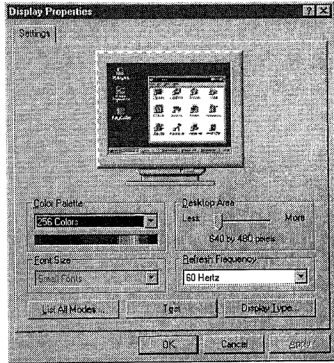 Display Properties
Settings
Color Palette
256 Colors
Desktop Area
Less
More
640 by 480 pixels
Font Size
Small Fonts
Refresh Frequency
60 Hertz
List All Modes...
Test
Display Type...
OK
Cancel
Apply